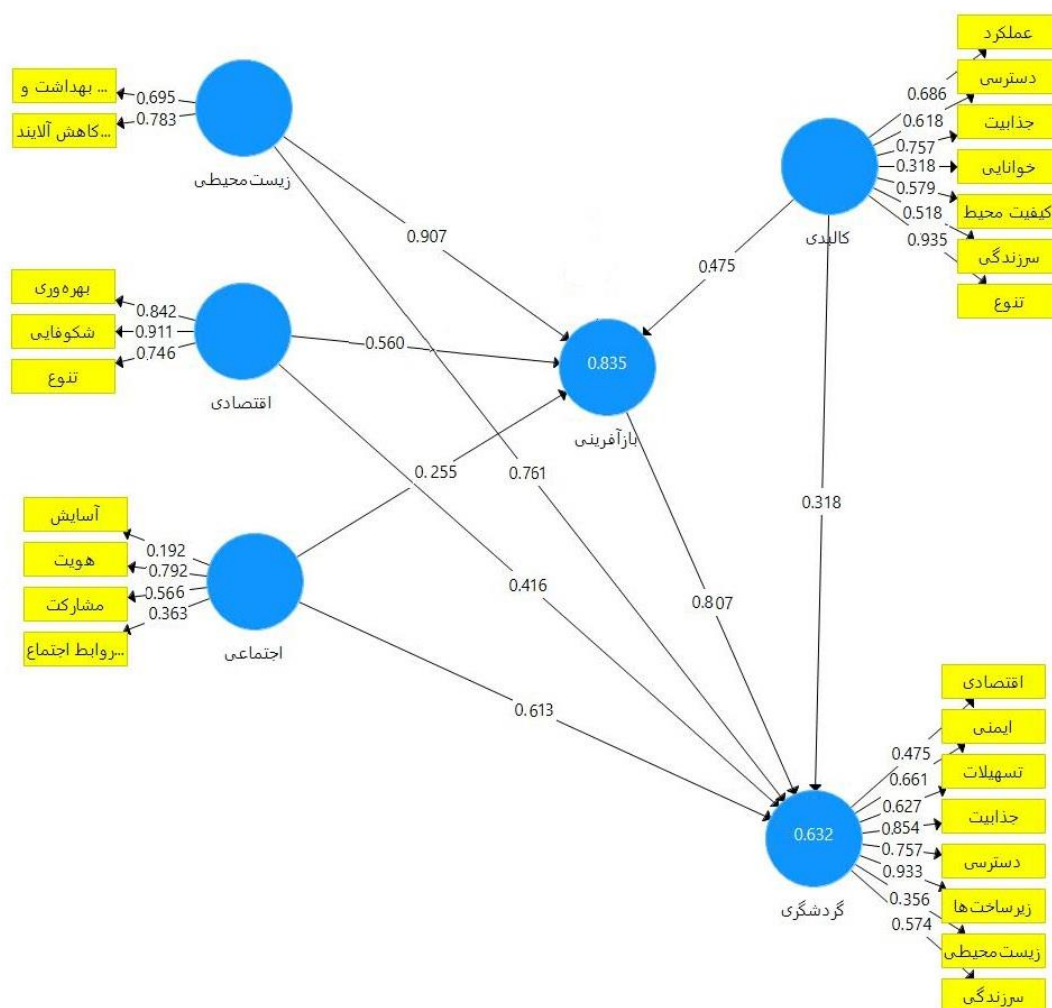 ... بهداشت و
0.695
0.783
...کاهش آلایند
زیست‌محیطی
عملکرد
دسترسی
جذابیت
خوانایی
کیفیت محیط
سرزندگی
تنوع
0.686
0.618
0.757
0.318
0.579
0.518
0.935
کالبدی
0.907
0.475
بهره‌وری
شکوفایی
تنوع
0.842
0.911
0.746
اقتصادی
0.560
0.835
بازآفرینی
0.255
0.761
0.318
آسایش
هویت
مشارکت
...روابط اجتماع
0.192
0.792
0.566
0.363
اجتماعی
0.416
0.807
0.613
0.632
گردشگری
0.475
0.661
0.627
0.854
0.757
0.933
0.356
0.574
اقتصادی
ایمنی
تسهیلات
جذابیت
دسترسی
زیرساخت‌ها
زیست‌محیطی
سرزندگی